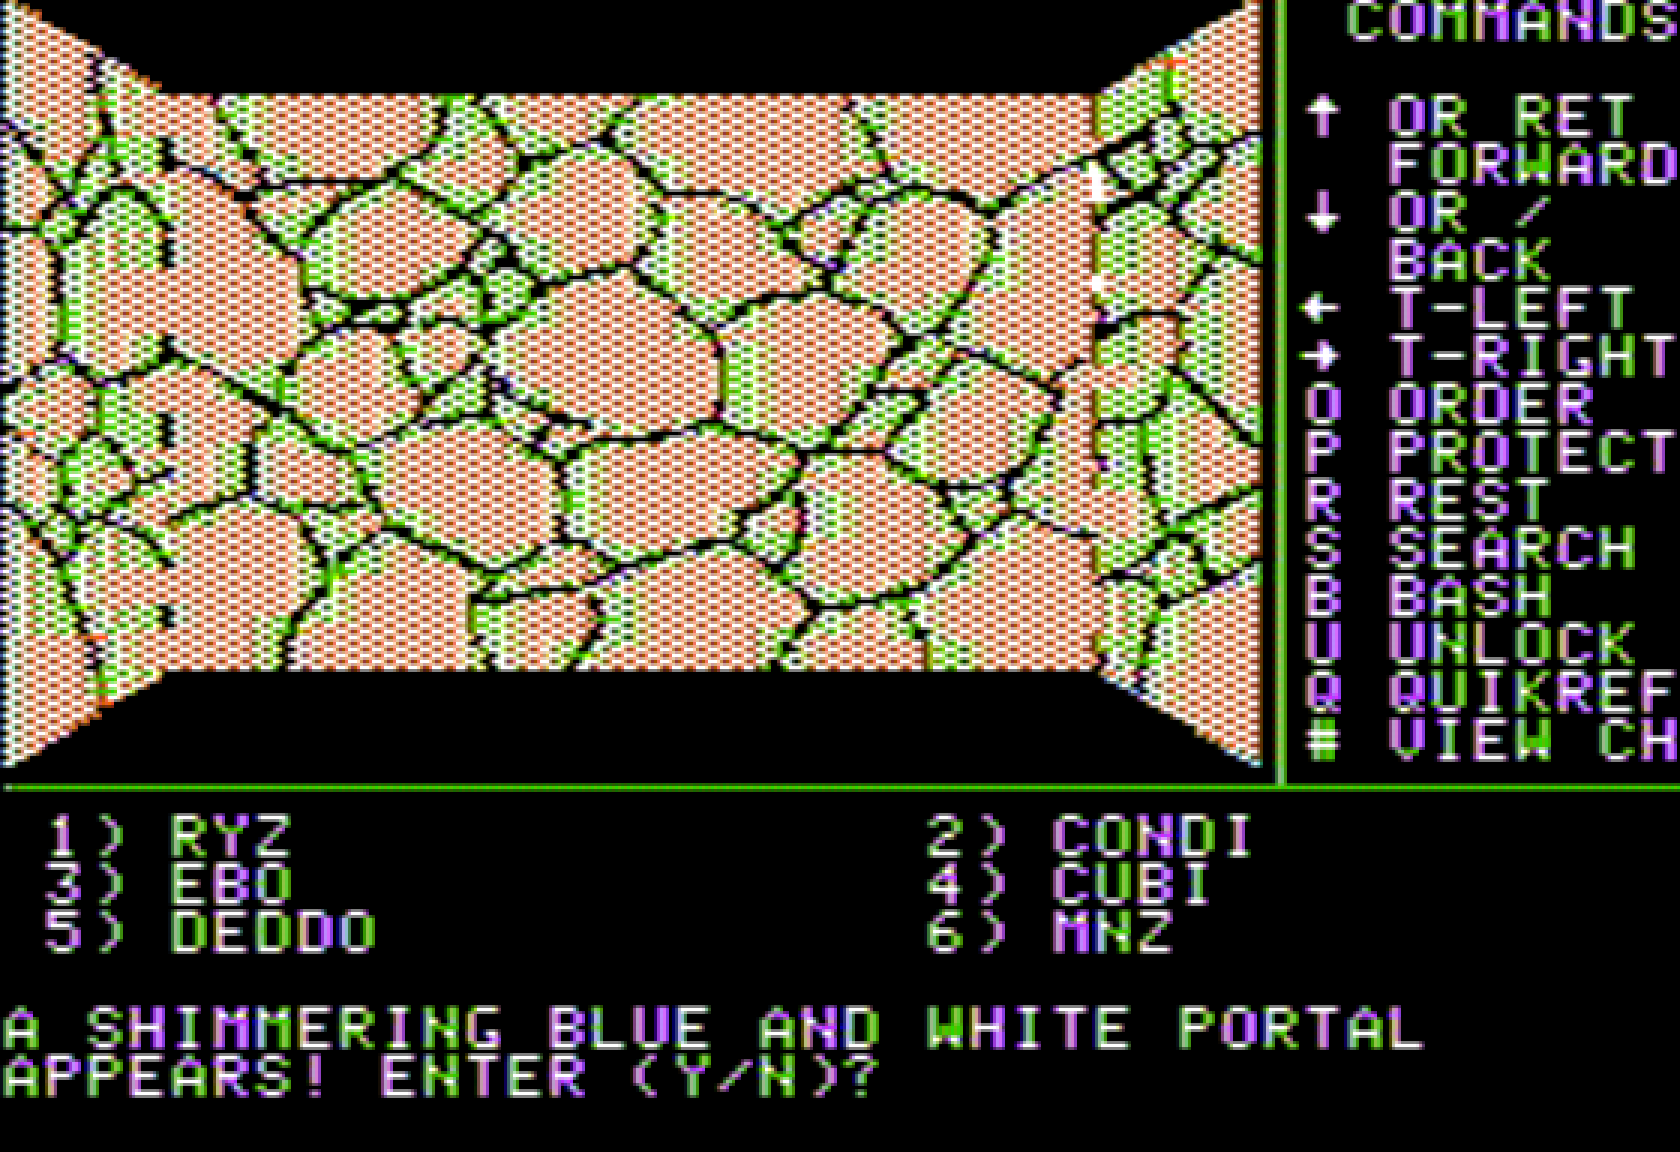 COMMANDS
↑ OR RET
FORWARD
↓ OR /
BACK
← T-LEFT
→ T-RIGHT
O ORDER
P PROTECT
R REST
S SEARCH
B BASH
U UNLOCK
Q QUIKREF
# VIEW CH
1) RYZ 2) CONDI
3) EBO 4) CUBI
5) DEDDO 6) MNZ
A SHIMMERING BLUE AND WHITE PORTAL
APPEARS! ENTER (Y/N)?